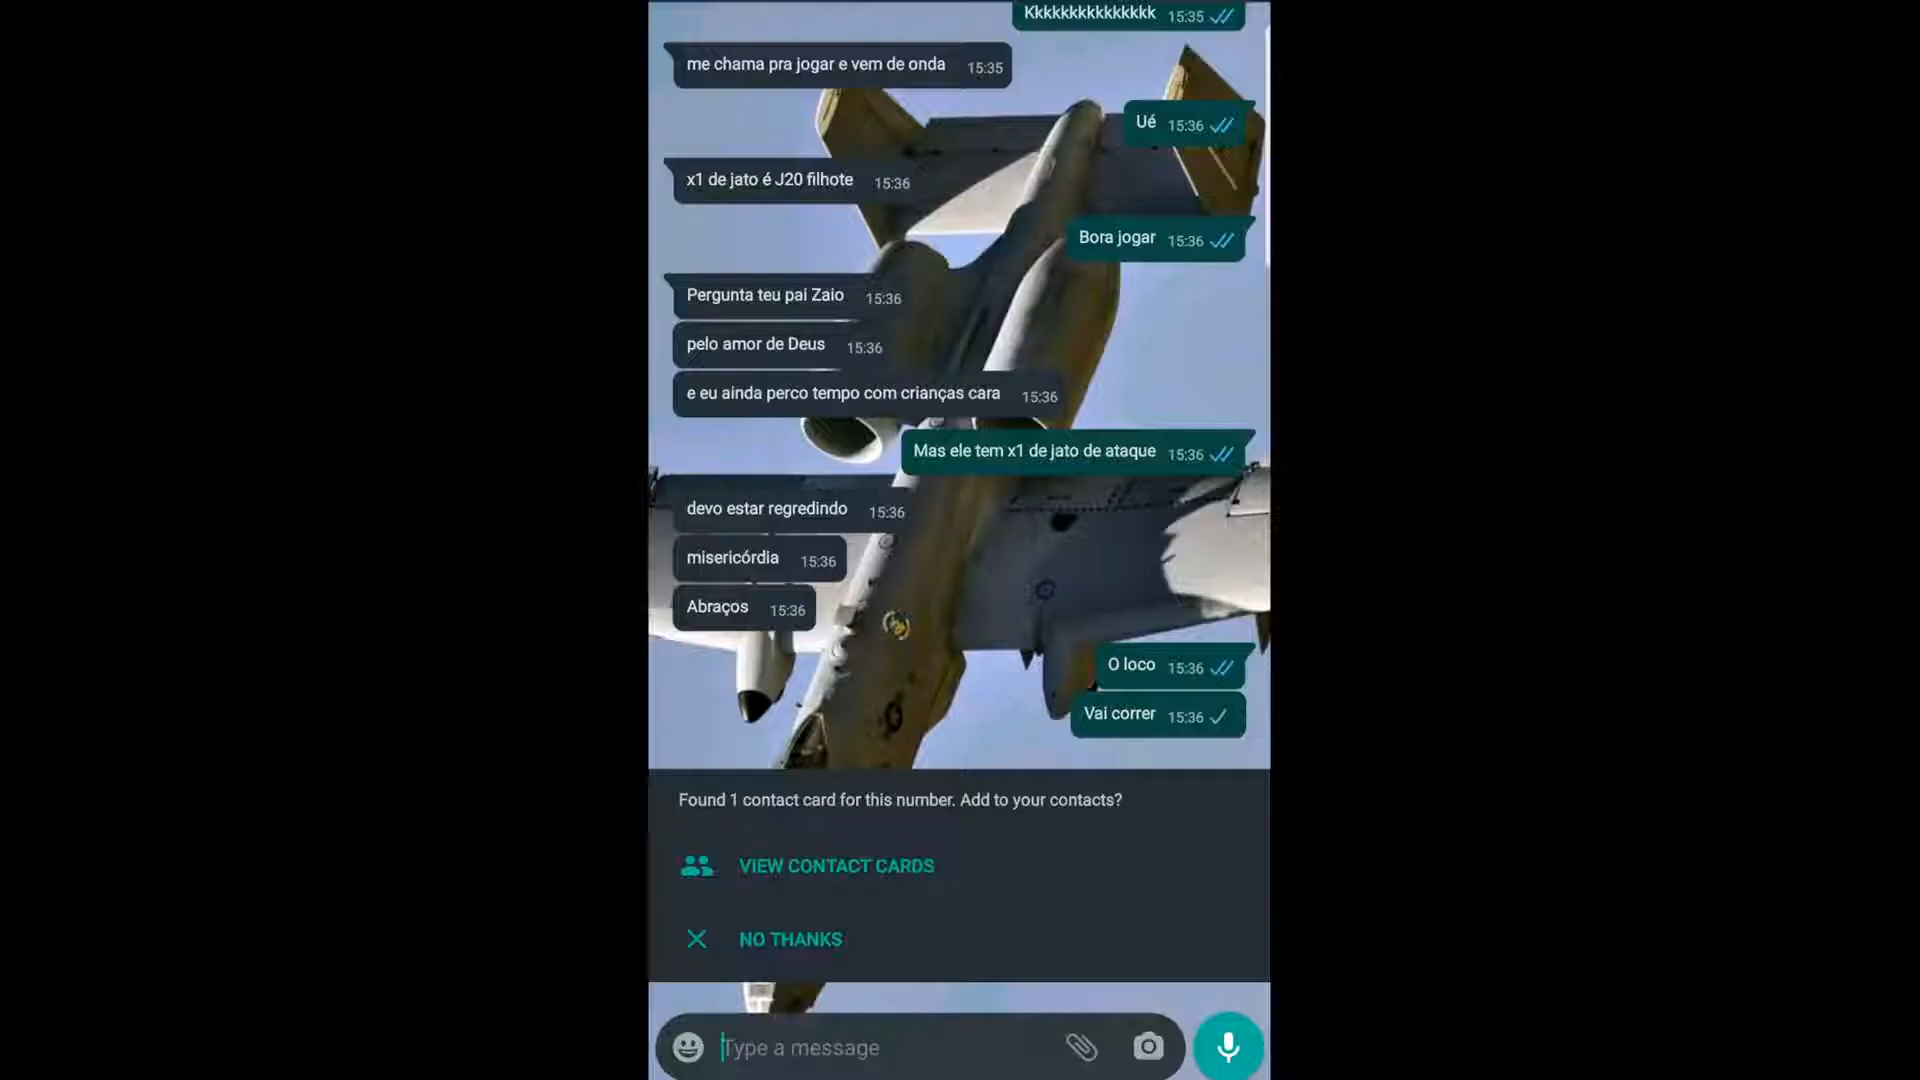 Kkkkkkkkkkkkkkk 15:35
me chama pra jogar e vem de onda 15:35
Ué 15:36
x1 de jato é J20 filhote 15:36
Bora jogar 15:36
Pergunta teu pai Zaio 15:36
pelo amor de Deus 15:36
e eu ainda perco tempo com crianças cara 15:36
Mas ele tem x1 de jato de ataque 15:36
devo estar regredindo 15:36
misericórdia 15:36
Abraços 15:36
O loco 15:36
Vai correr 15:36
Found 1 contact card for this number. Add to your contacts?
VIEW CONTACT CARDS
NO THANKS
Type a message